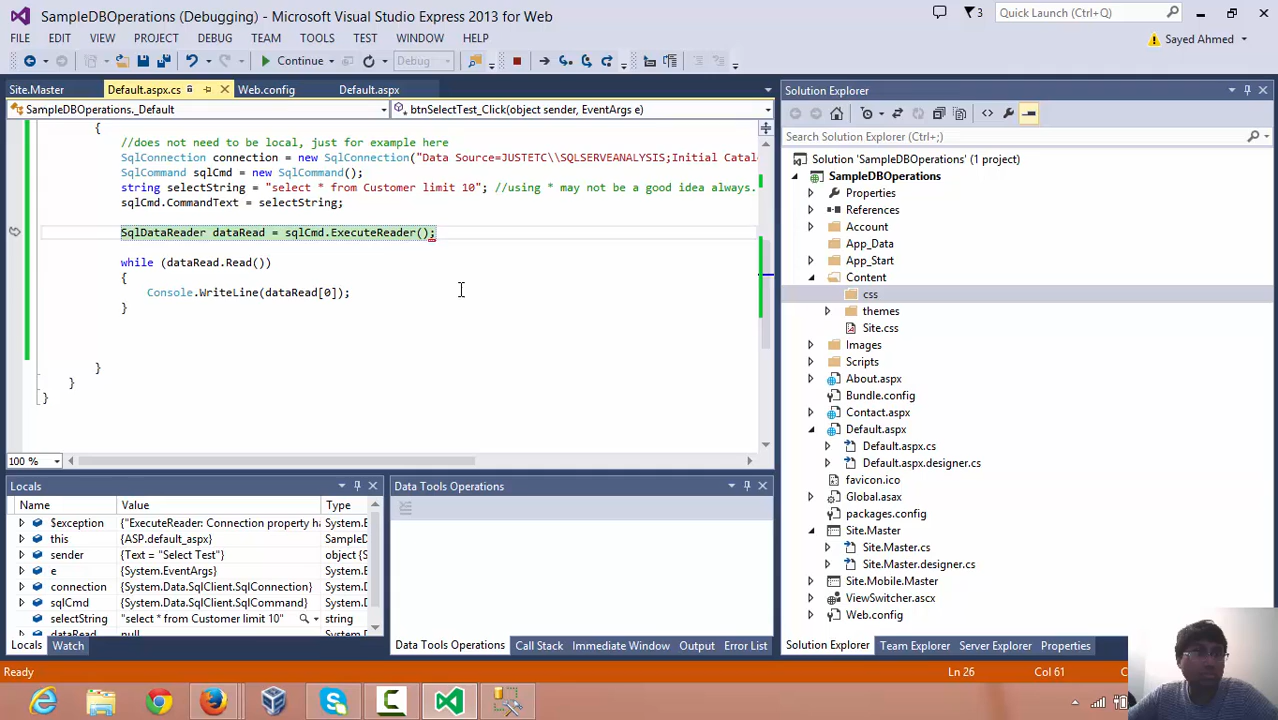 SampleDBOperations (Debugging) - Microsoft Visual Studio Express 2013 for Web
3
Quick Launch (Ctrl+Q)
FILE EDIT VIEW PROJECT DEBUG TEAM TOOLS TEST WINDOW HELP
Sayed Ahmed
Continue
Debug
Site.Master Default.aspx.cs Web.config Default.aspx
SampleDBOperations._Default
btnSelectTest_Click(object sender, EventArgs e)
{
//does not need to be local, just for example here
SqlConnection connection = new SqlConnection("Data Source=JUSTETC\\SQLSERVEANALYSIS;Initial Catal
SqlCommand sqlCmd = new SqlCommand();
string selectString = "select * from Customer limit 10"; //using * may not be a good idea always.
sqlCmd.CommandText = selectString;
SqlDataReader dataRead = sqlCmd.ExecuteReader();
while (dataRead.Read())
{
Console.WriteLine(dataRead[0]);
}
}
}
}
100 %
Locals
Name Value Type
$exception {"ExecuteReader: Connection property ha System.E
this {ASP.default_aspx} SampleD
sender {Text = "Select Test"} object {S
e {System.EventArgs} System.E
connection {System.Data.SqlClient.SqlConnection} System.D
sqlCmd {System.Data.SqlClient.SqlCommand} System.D
selectString "select * from Customer limit 10" string
dataRead null System.D
Locals Watch
Data Tools Operations
Data Tools Operations Call Stack Immediate Window Output Error List
Solution Explorer
Search Solution Explorer (Ctrl+;)
Solution 'SampleDBOperations' (1 project)
SampleDBOperations
Properties
References
Account
App_Data
App_Start
Content
css
themes
Site.css
Images
Scripts
About.aspx
Bundle.config
Contact.aspx
Default.aspx
Default.aspx.cs
Default.aspx.designer.cs
favicon.ico
Global.asax
packages.config
Site.Master
Site.Master.cs
Site.Master.designer.cs
Site.Mobile.Master
ViewSwitcher.ascx
Web.config
Solution Explorer Team Explorer Server Explorer Properties
Ready
Ln 26 Col 61 C